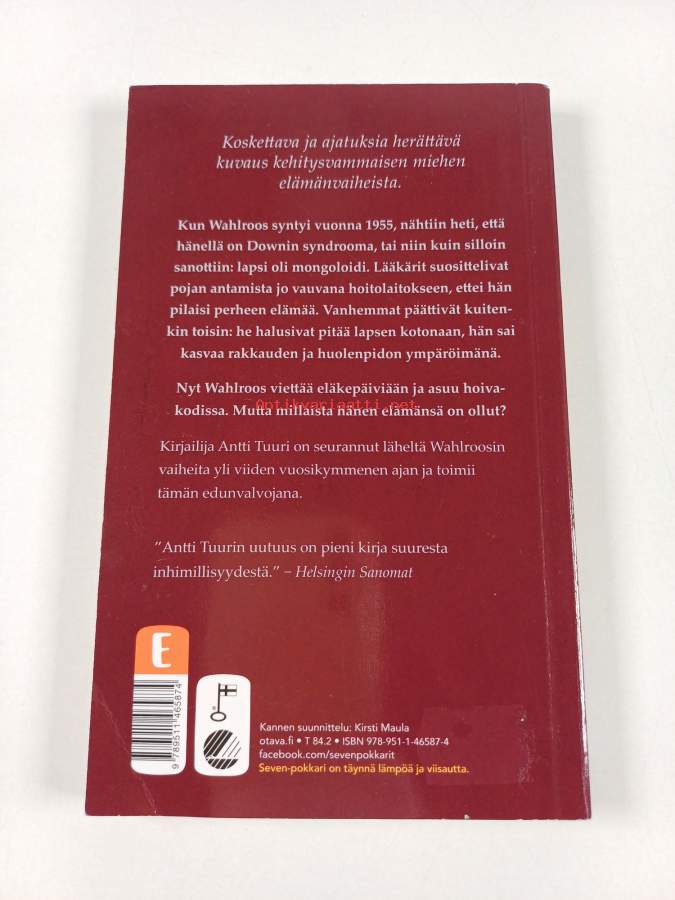 Koskettava ja ajatuksia herättävä
kuvaus kehitysvammaisen miehen
elämänvaiheista.
Kun Wahlroos syntyi vuonna 1955, nähtiin heti, että
hänellä on Downin syndrooma, tai niin kuin silloin
sanottiin: lapsi oli mongoloidi. Lääkärit suosittelivat
pojan antamista jo vauvana hoitolaitokseen, ettei hän
pilaisi perheen elämää. Vanhemmat päättivät kuiten-
kin toisin: he halusivat pitää lapsen kotonaan, hän sai
kasvaa rakkauden ja huolenpidon ympäröimänä.
Nyt Wahlroos viettää eläkepäiviään ja asuu hoiva-
kodissa. Mutta millaista hänen elämänsä on ollut?
Antikvariaatti.net
Kirjailija Antti Tuuri on seurannut läheltä Wahlroosin
vaiheita yli viiden vuosikymmenen ajan ja toimii
tämän edunvalvojana.
"Antti Tuurin uutuus on pieni kirja suuresta
inhimillisyydestä." – Helsingin Sanomat
E
9 789511 465874
Kannen suunnittelu: Kirsti Maula
otava.fi • T 84.2 • ISBN 978-951-1-46587-4
facebook.com/sevenpokkarit
Seven-pokkari on täynnä lämpöä ja viisautta.